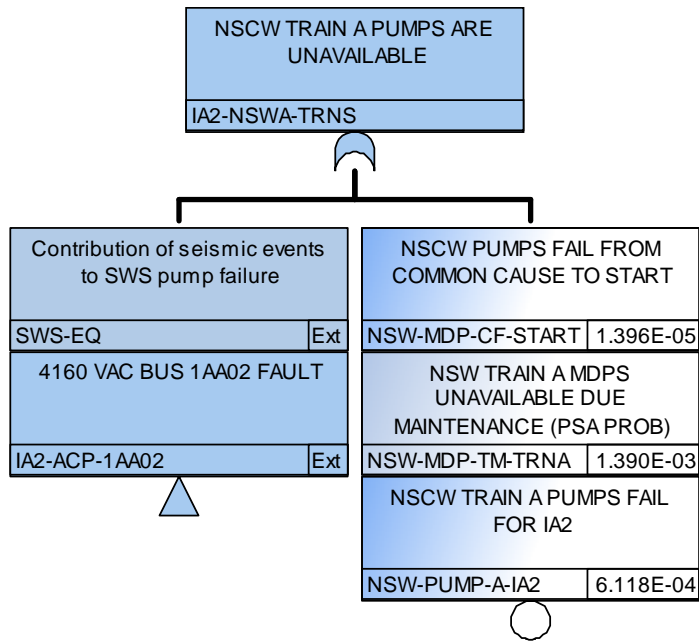 NSCW TRAIN A PUMPS ARE
UNAVAILABLE
IA2-NSWA-TRNS
Contribution of seismic events
to SWS pump failure
SWS-EQ
Ext
4160 VAC BUS 1AA02 FAULT
IA2-ACP-1AA02
Ext
NSCW PUMPS FAIL FROM
COMMON CAUSE TO START
NSW-MDP-CF-START
1.396E-05
NSW TRAIN A MDPS
UNAVAILABLE DUE
MAINTENANCE (PSA PROB)
NSW-MDP-TM-TRNA
1.390E-03
NSCW TRAIN A PUMPS FAIL
FOR IA2
NSW-PUMP-A-IA2
6.118E-04